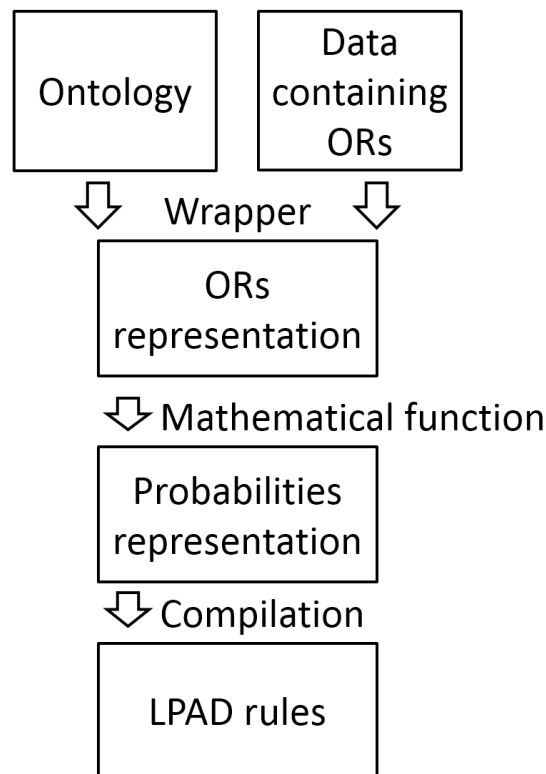 Ontology
Data
containing
ORs
Wrapper
ORs
representation
Mathematical function
Probabilities
representation
Compilation
LPAD rules